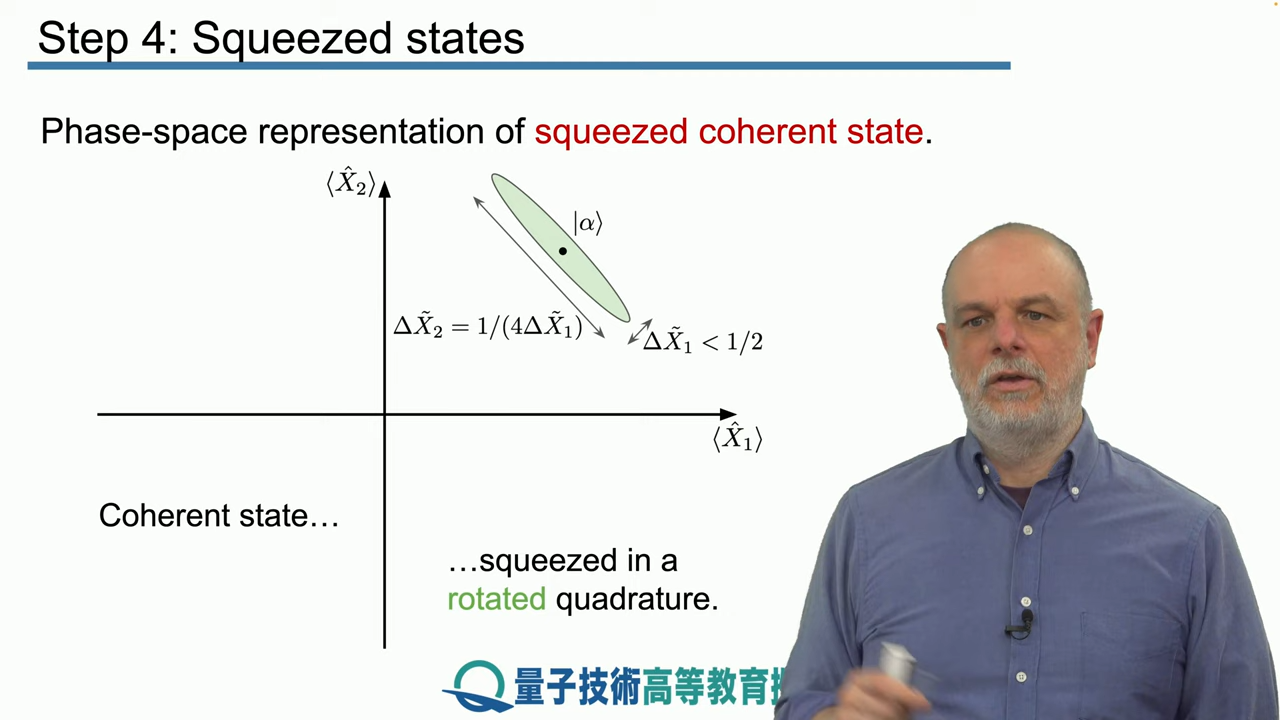 Step 4: Squeezed states
Phase-space representation of squeezed coherent state.
⟨X̂₂⟩
|α⟩
ΔX̃₂ = 1/(4ΔX̃₁)
ΔX̃₁ < 1/2
⟨X̂₁⟩
Coherent state…
…squeezed in a
rotated quadrature.
量子技術高等教育